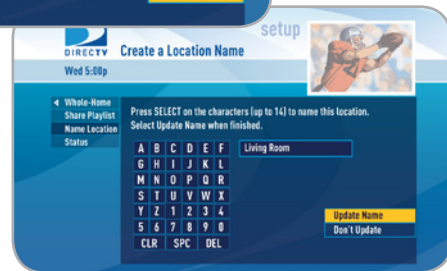 setup
DIRECTV
Create a Location Name
Wed 5:00p
Whole-Home
Share Playlist
Name Location
Status
Press SELECT on the characters (up to 14) to name this location.
Select Update Name when finished.
A B C D E F
Living Room
G H I J K L
M N O P Q R
S T U V W X
Y Z 1 2 3 4
5 6 7 8 9 0
CLR SPC DEL
Update Name
Don't Update